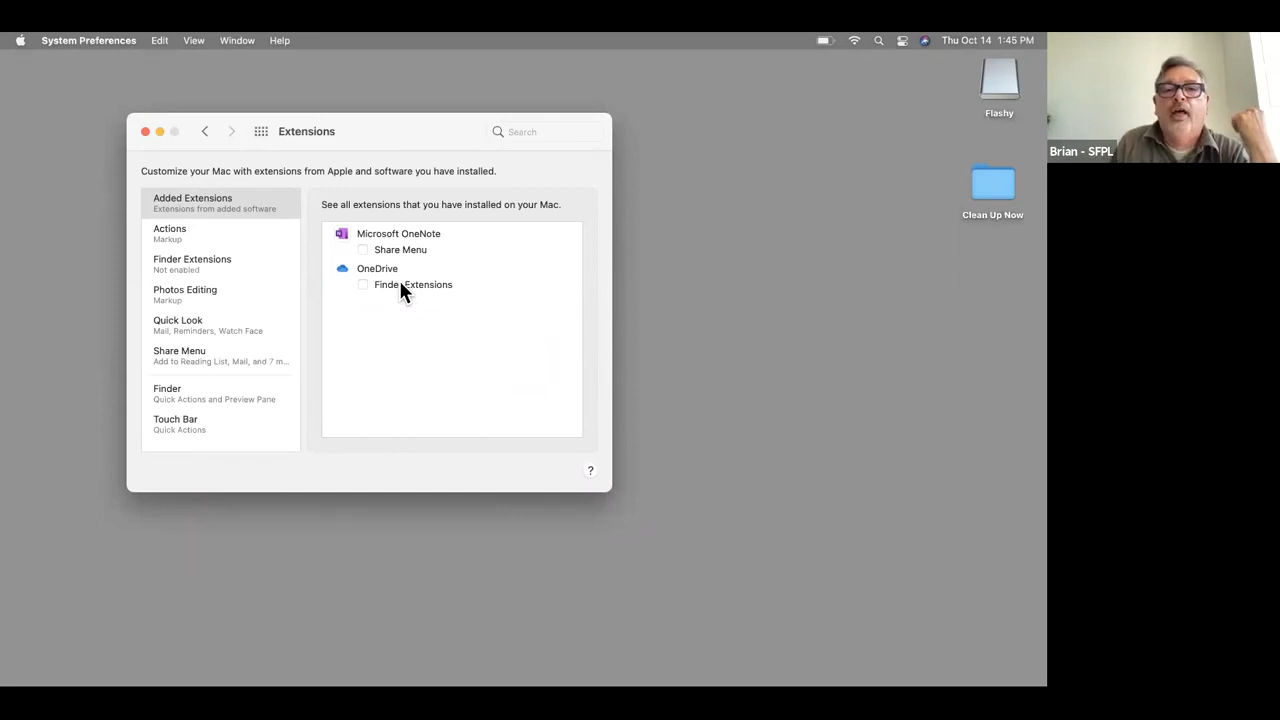 System Preferences Edit View Window Help Thu Oct 14 1:45 PM
Flashy
Clean Up Now
Brian - SFPL
Extensions
Search
Customize your Mac with extensions from Apple and software you have installed.
Added Extensions
Extensions from added software
Actions
Markup
Finder Extensions
Not enabled
Photos Editing
Markup
Quick Look
Mail, Reminders, Watch Face
Share Menu
Add to Reading List, Mail, and 7 m...
Finder
Quick Actions and Preview Pane
Touch Bar
Quick Actions
See all extensions that you have installed on your Mac.
Microsoft OneNote
Share Menu
OneDrive
Finder Extensions
?